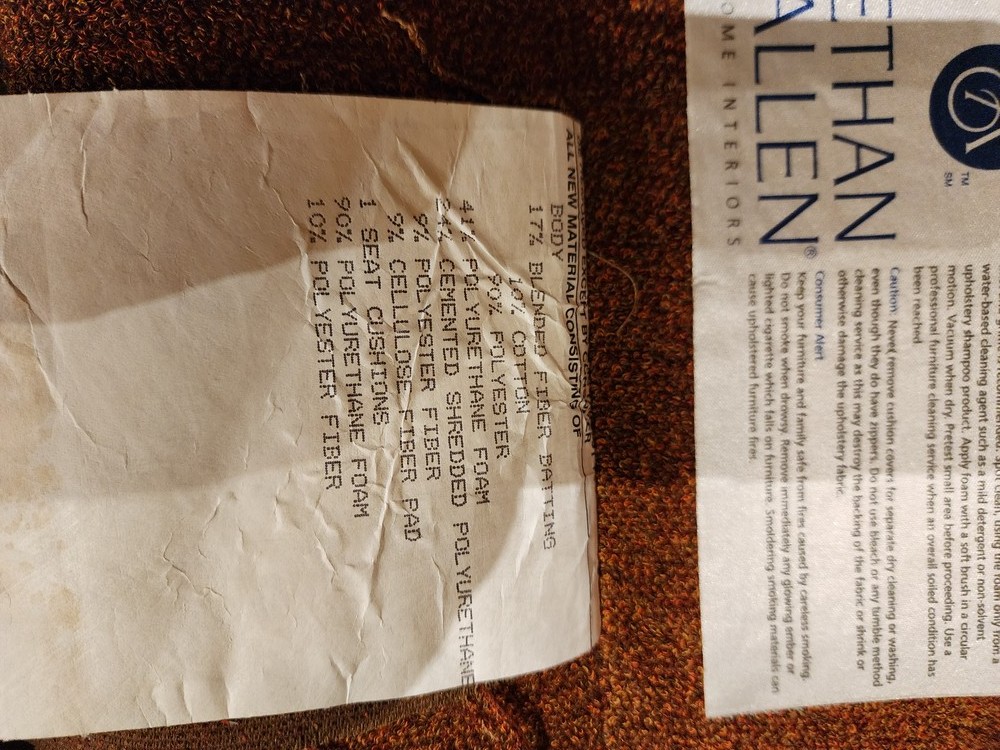 ETHAN
ALLEN®
OME INTERIORS
TM
SM
water-based cleaning agent such as a mild detergent or non-solvent
upholstery shampoo product. Apply foam with a soft brush in a circular
motion. Vacuum when dry. Pretest small area before proceeding. Use a
professional furniture cleaning service when an overall soiled condition has
been reached.
Caution: Never remove cushion covers for separate dry cleaning or washing,
even though they do have zippers. Do not use bleach or any tumble method
cleaning service as this may destroy the backing of the fabric or shrink or
otherwise damage the upholstery fabric.
Consumer Alert
Keep your furniture and family safe from fires caused by careless smoking.
Do not smoke when drowsy. Remove immediately any glowing ember or
lighted cigarette which falls on furniture. Smoldering smoking materials can
cause upholstered furniture fires.
ALL NEW MATERIAL CONSISTING OF
BODY
17% BLENDED FIBER BATTING
10% COTTON
90% POLYESTER
41% POLYURETHANE FOAM
24% CEMENTED SHREDDED POLYURETHANE
9% POLYESTER FIBER
9% CELLULOSE FIBER PAD
1 SEAT CUSHIONS
90% POLYURETHANE FOAM
10% POLYESTER FIBER